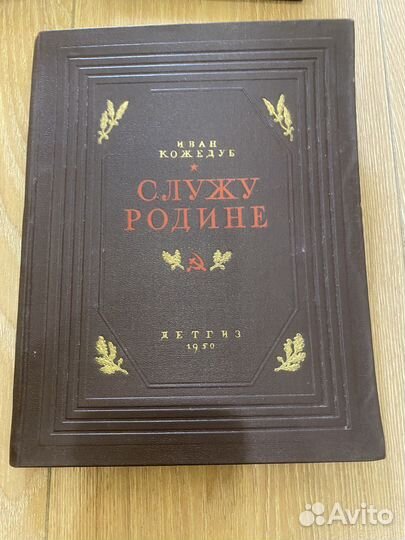 ИВАН
КОЖЕДУБ
СЛУЖУ
РОДИНЕ
ДЕТГИЗ
1950
Avito